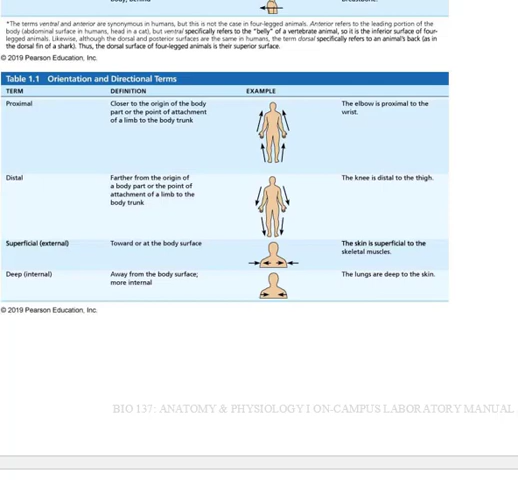 *The terms ventral and anterior are synonymous in humans, but this is not the case in four-legged animals. Anterior refers to the leading portion of the
body (abdominal surface in humans, head in a cat), but ventral specifically refers to the "belly" of a vertebrate animal, so it is the inferior surface of four-
legged animals. Likewise, although the dorsal and posterior surfaces are the same in humans, the term dorsal specifically refers to an animal's back (as in
the dorsal fin of a shark). Thus, the dorsal surface of four-legged animals is their superior surface.
© 2019 Pearson Education, Inc.
Table 1.1 Orientation and Directional Terms
TERM DEFINITION EXAMPLE
Proximal Closer to the origin of the body The elbow is proximal to the
part or the point of attachment wrist.
of a limb to the body trunk
Distal Farther from the origin of The knee is distal to the thigh.
a body part or the point of
attachment of a limb to the
body trunk
Superficial (external) Toward or at the body surface The skin is superficial to the
skeletal muscles.
Deep (internal) Away from the body surface; The lungs are deep to the skin.
more internal
© 2019 Pearson Education, Inc.
BIO 137: ANATOMY & PHYSIOLOGY I ON-CAMPUS LABORATORY MANUAL